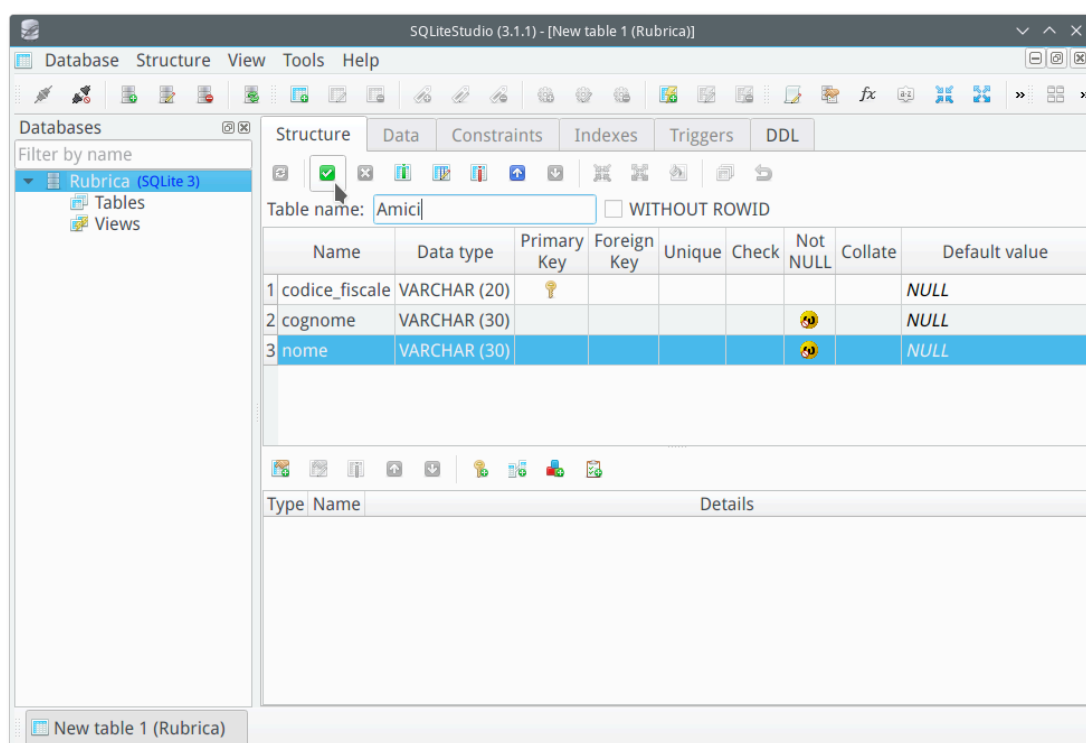 SQLiteStudio (3.1.1) - [New table 1 (Rubrica)]
Database Structure View Tools Help
Databases
Filter by name
Rubrica (SQLite 3)
Tables
Views
Structure Data Constraints Indexes Triggers DDL
Table name: Amici WITHOUT ROWID
Name Data type Primary Key Foreign Key Unique Check Not NULL Collate Default value
1 codice_fiscale VARCHAR (20) NULL
2 cognome VARCHAR (30) NULL
3 nome VARCHAR (30) NULL
Type Name Details
New table 1 (Rubrica)